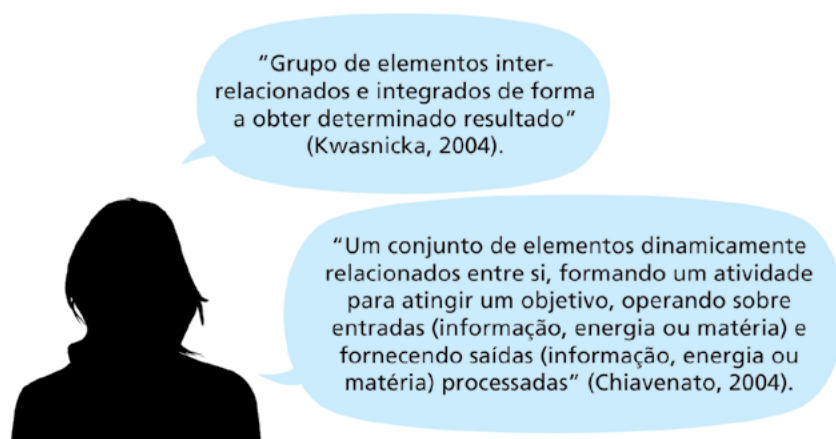 “Grupo de elementos inter-
relacionados e integrados de forma
a obter determinado resultado”
(Kwasnicka, 2004).
“Um conjunto de elementos dinamicamente
relacionados entre si, formando um atividade
para atingir um objetivo, operando sobre
entradas (informação, energia ou matéria) e
fornecendo saídas (informação, energia ou
matéria) processadas” (Chiavenato, 2004).